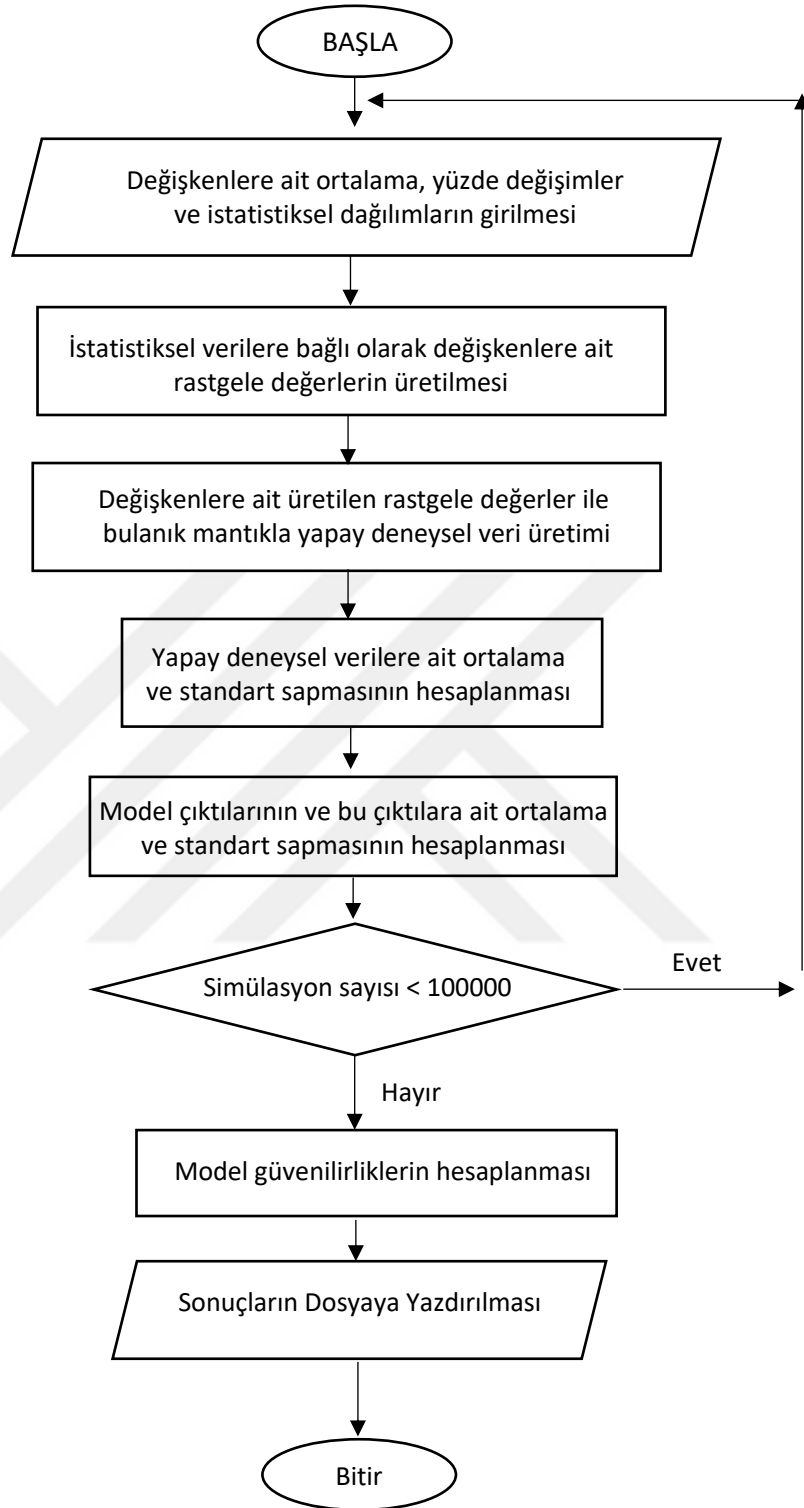 BAŞLA
Değişkenlere ait ortalama, yüzde değişimler
ve istatistiksel dağılımların girilmesi
İstatistiksel verilere bağlı olarak değişkenlere ait
rastgele değerlerin üretilmesi
Değişkenlere ait üretilen rastgele değerler ile
bulanık mantıkla yapay deneysel veri üretimi
Yapay deneysel verilere ait ortalama
ve standart sapmasının hesaplanması
Model çıktılarının ve bu çıktılara ait ortalama
ve standart sapmasının hesaplanması
Simülasyon sayısı < 100000
Evet
Hayır
Model güvenilirliklerin hesaplanması
Sonuçların Dosyaya Yazdırılması
Bitir